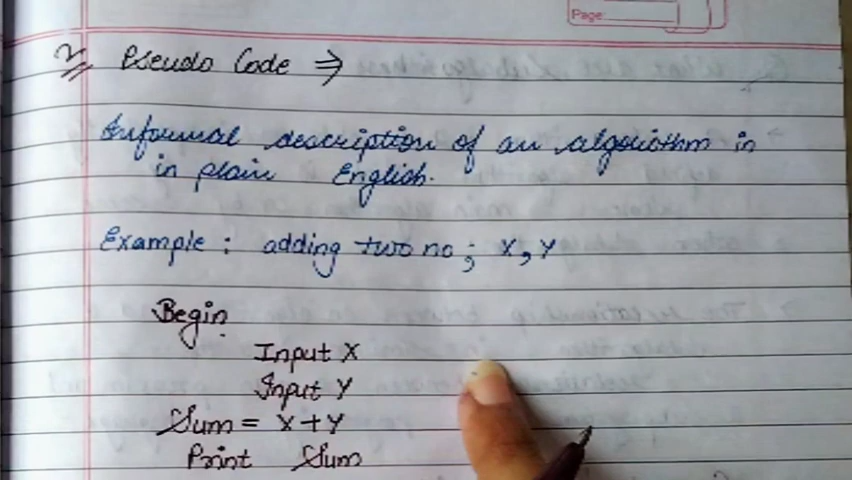 Page:
2 Pseudo Code ⇒
Informal description of an algorithm in
in plain English.
Example : adding two no ; X, Y
Begin
Input X
Input Y
Sum = X + Y
Print Sum